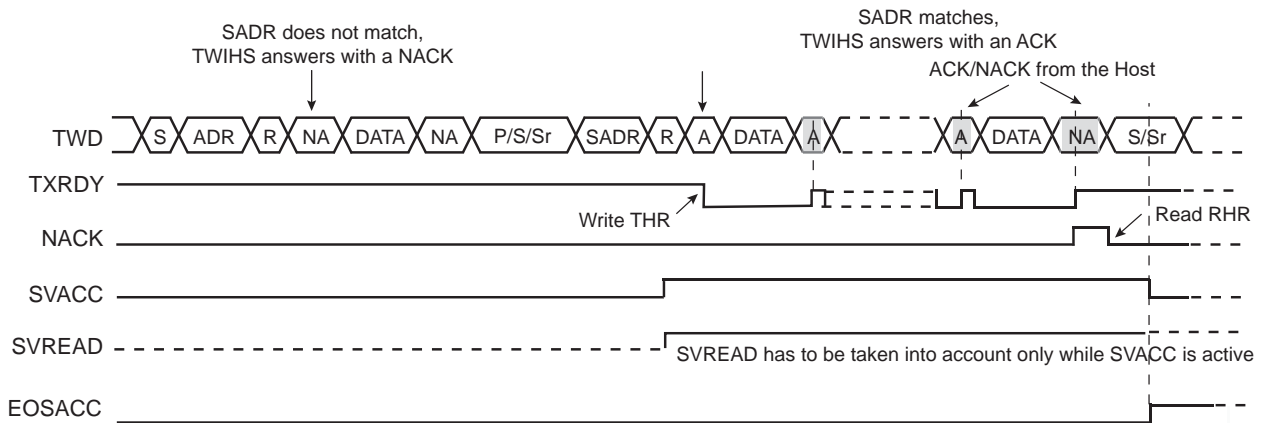 SADR does not match,
TWIHS answers with a NACK
SADR matches,
TWIHS answers with an ACK
ACK/NACK from the Host
TWD S ADR R NA DATA NA P/S/Sr SADR R A DATA A A DATA NA S/Sr
TXRDY
Write THR
Read RHR
NACK
SVACC
SVREAD
SVREAD has to be taken into account only while SVACC is active
EOSACC